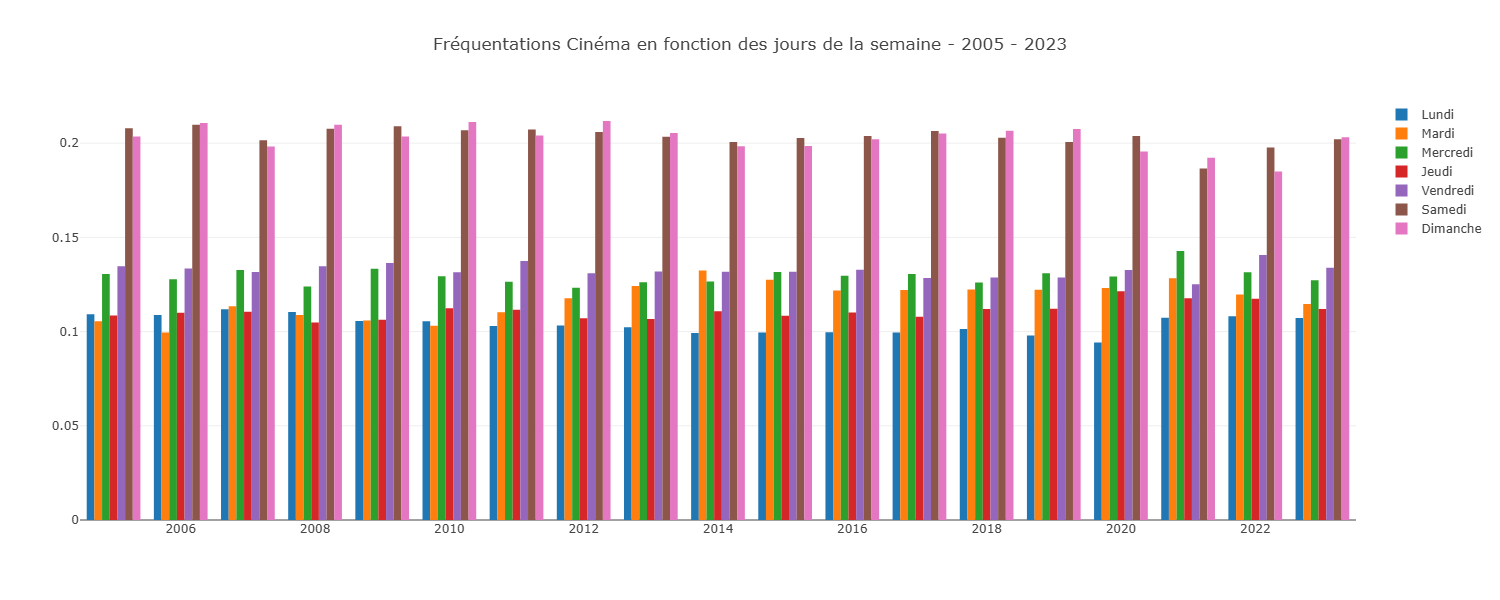 Fréquentations Cinéma en fonction des jours de la semaine - 2005 - 2023
Lundi
Mardi
Mercredi
Jeudi
Vendredi
Samedi
Dimanche
0.2
0.15
0.1
0.05
0
2006 2008 2010 2012 2014 2016 2018 2020 2022